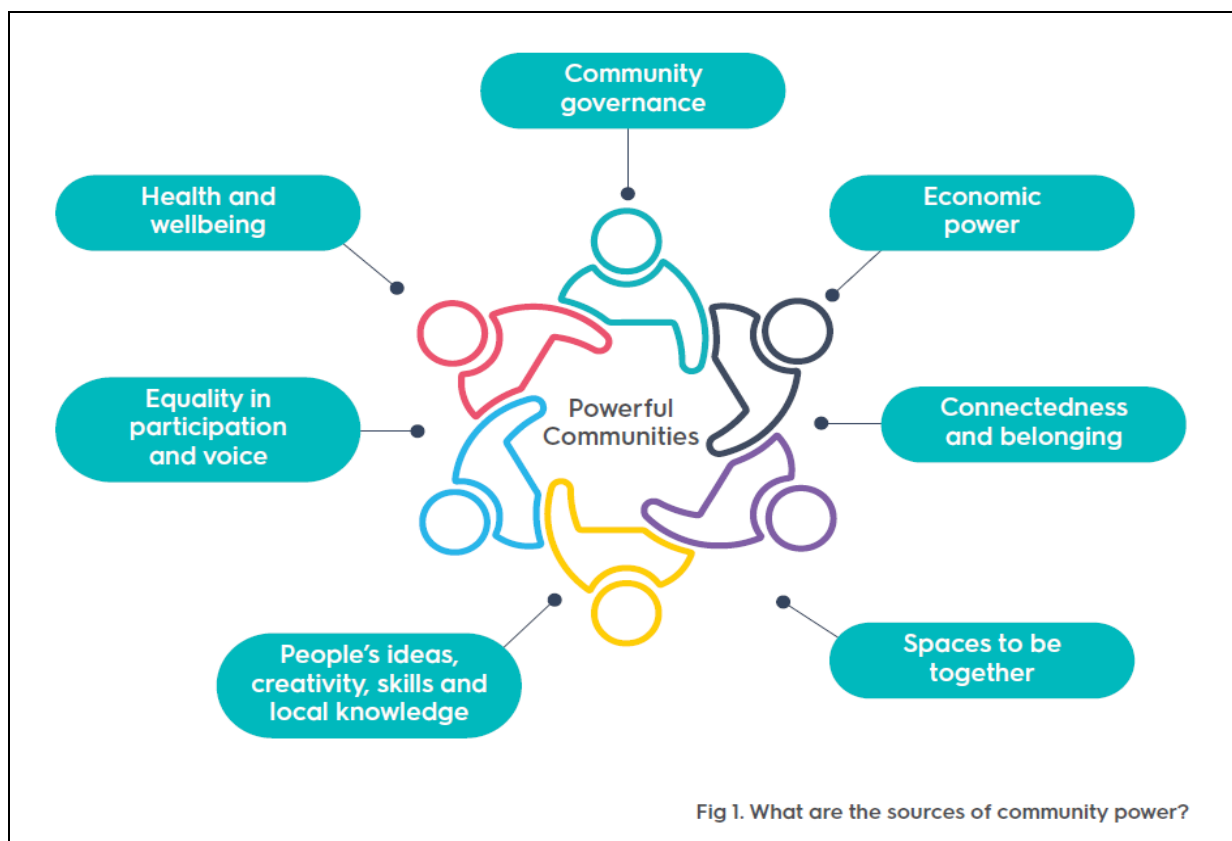 Community
governance
Health and
wellbeing
Economic
power
Equality in
participation
and voice
Powerful
Communities
Connectedness
and belonging
People’s ideas,
creativity, skills and
local knowledge
Spaces to be
together
Fig 1. What are the sources of community power?